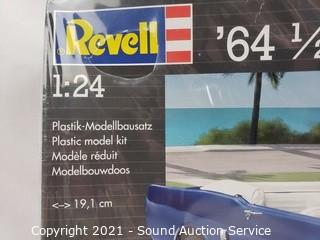 Revell
'64 ½
1:24
Plastik-Modellbausatz
Plastic model kit
Modèle réduit
Modelbouwdoos
<--> 19,1 cm
Copyright 2021 - Sound Auction Service